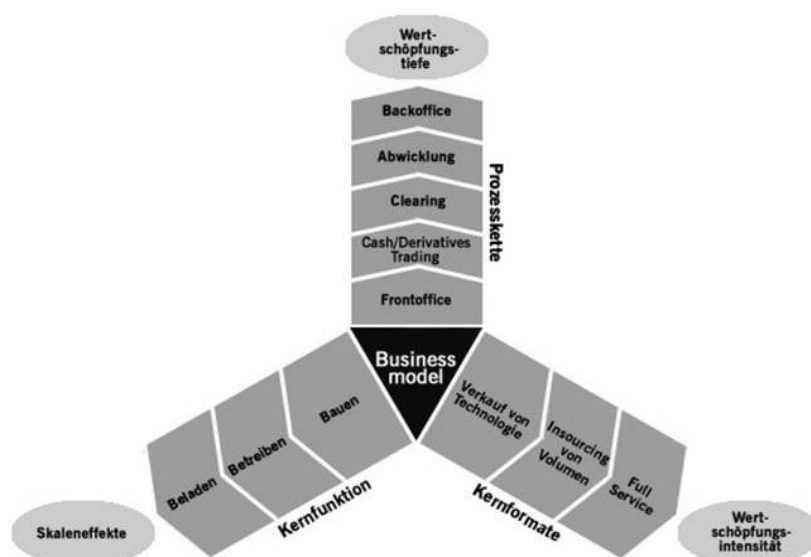 Wert-
schöpfungs-
tiefe
Backoffice
Abwicklung
Clearing
Cash/Derivatives
Trading
Frontoffice
Prozesskette
Business
model
Bauen
Betreiben
Beladen
Kernfunktion
Skaleneffekte
Verkauf von
Technologie
Insourcing
von
Volumen
Full
Service
Kernformate
Wert-
schöpfungs-
intensität